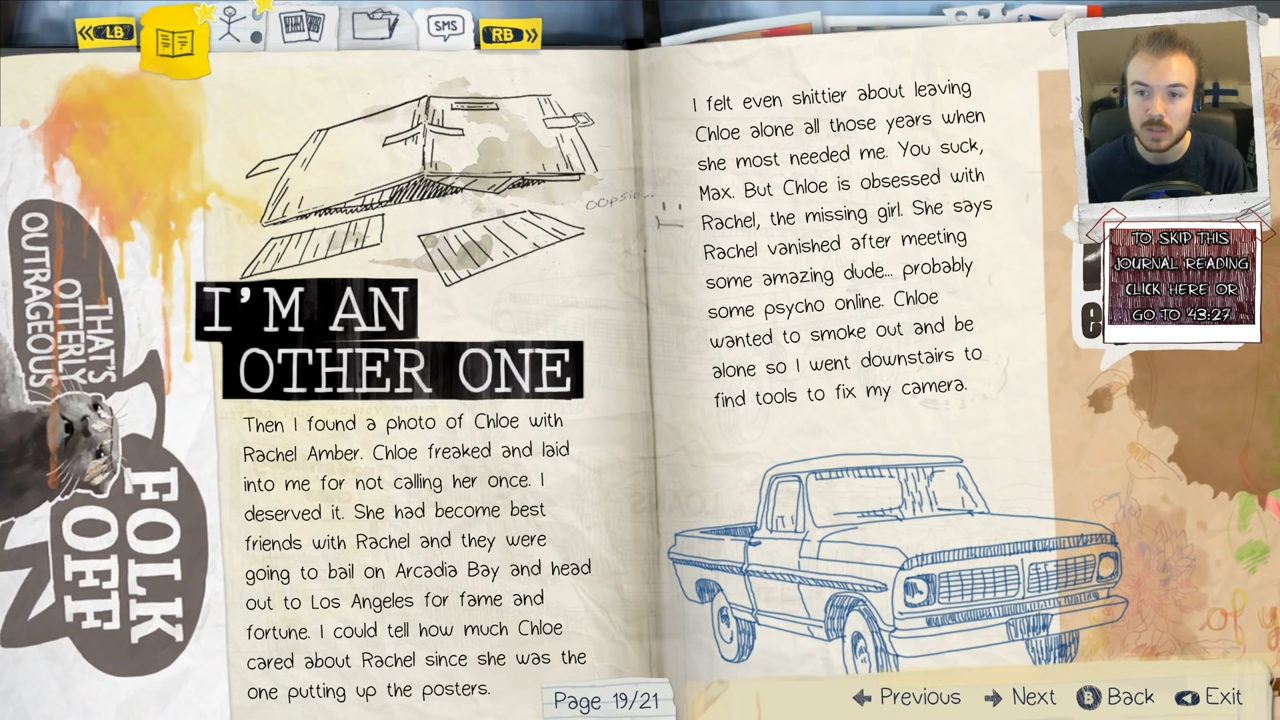 LB
SMS
RB
THAT'S
OTTERLY
OUTRAGEOUS
FOLK
OFF
oopsie...
I'M AN
OTHER ONE
Then I found a photo of Chloe with
Rachel Amber. Chloe freaked and laid
into me for not calling her once. I
deserved it. She had become best
friends with Rachel and they were
going to bail on Arcadia Bay and head
out to Los Angeles for fame and
fortune. I could tell how much Chloe
cared about Rachel since she was the
one putting up the posters.
Page 19/21
I felt even shittier about leaving
Chloe alone all those years when
she most needed me. You suck,
Max. But Chloe is obsessed with
Rachel, the missing girl. She says
Rachel vanished after meeting
some amazing dude... probably
some psycho online. Chloe
wanted to smoke out and be
alone so I went downstairs to
find tools to fix my camera.
TO SKIP THIS
JOURNAL READING
CLICK HERE OR
GO TO 43:27
of y
Previous
Next
B Back
Exit